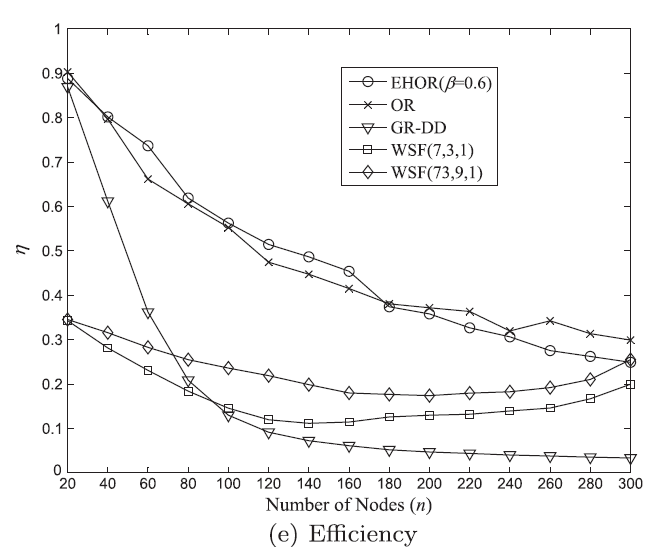 1
0.9
0.8
0.7
0.6
0.5
0.4
0.3
0.2
0.1
0
η
EHOR(β=0.6)
OR
GR-DD
WSF(7,3,1)
WSF(73,9,1)
20 40 60 80 100 120 140 160 180 200 220 240 260 280 300
Number of Nodes (n)
(e) Efficiency